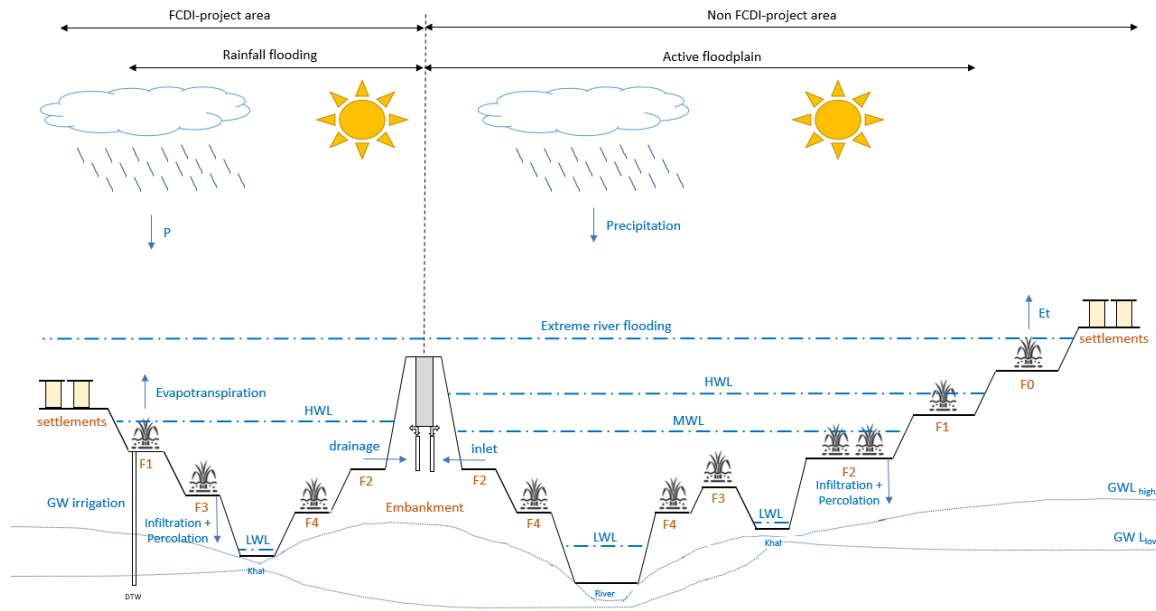 FCDI-project area
Non FCDI-project area
Rainfall flooding
Active floodplain
P
Precipitation
Et
Extreme river flooding
settlements
HWL
Evapotranspiration
HWL
settlements
F0
MWL
F1
drainage
inlet
F1
F2
F2
F2
Infiltration +
Percolation
GW irrigation
F3
Embankment
F3
GWL high
Infiltration +
Percolation
F4
F4
F4
LWL
LWL
LWL
GW Llow
Khal
Khal
River
DTW